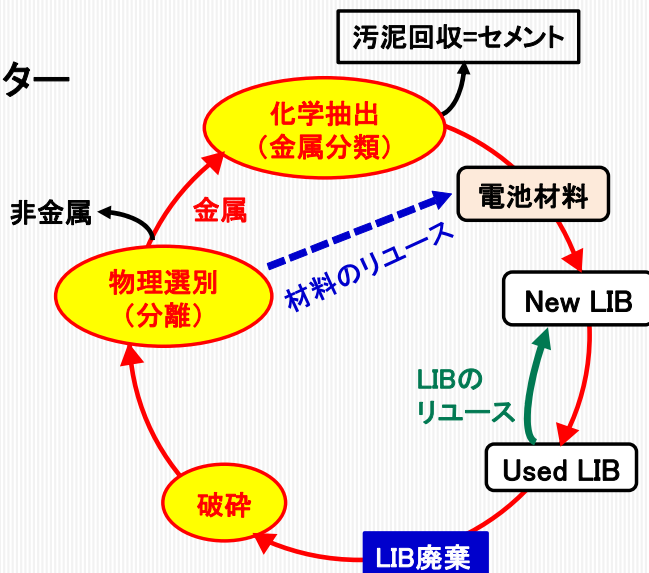 汚泥回収=セメント
ター
化学抽出
（金属分類）
電池材料
非金属
金属
材料のリユース
物理選別
（分離）
New LIB
LIBの
リユース
Used LIB
破砕
LIB廃棄